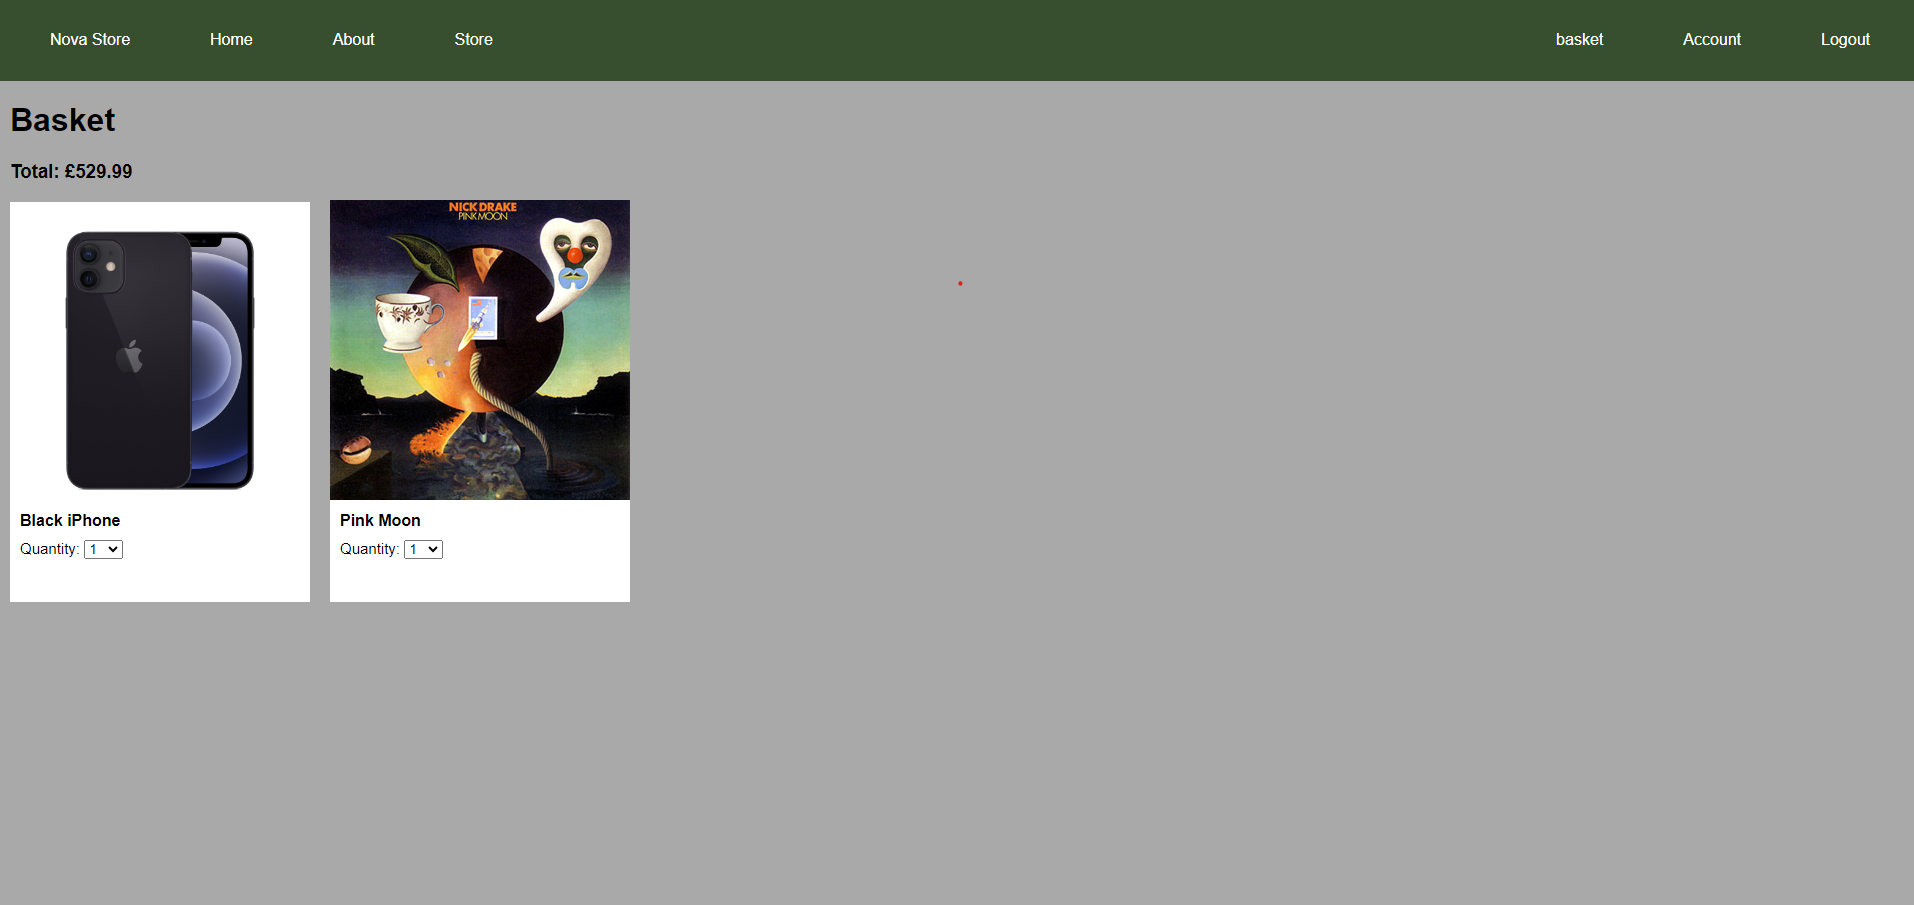 Nova Store Home About Store basket Account Logout
Basket
Total: £529.99
NICK DRAKE
PINK MOON
Black iPhone
Quantity: 1
Pink Moon
Quantity: 1